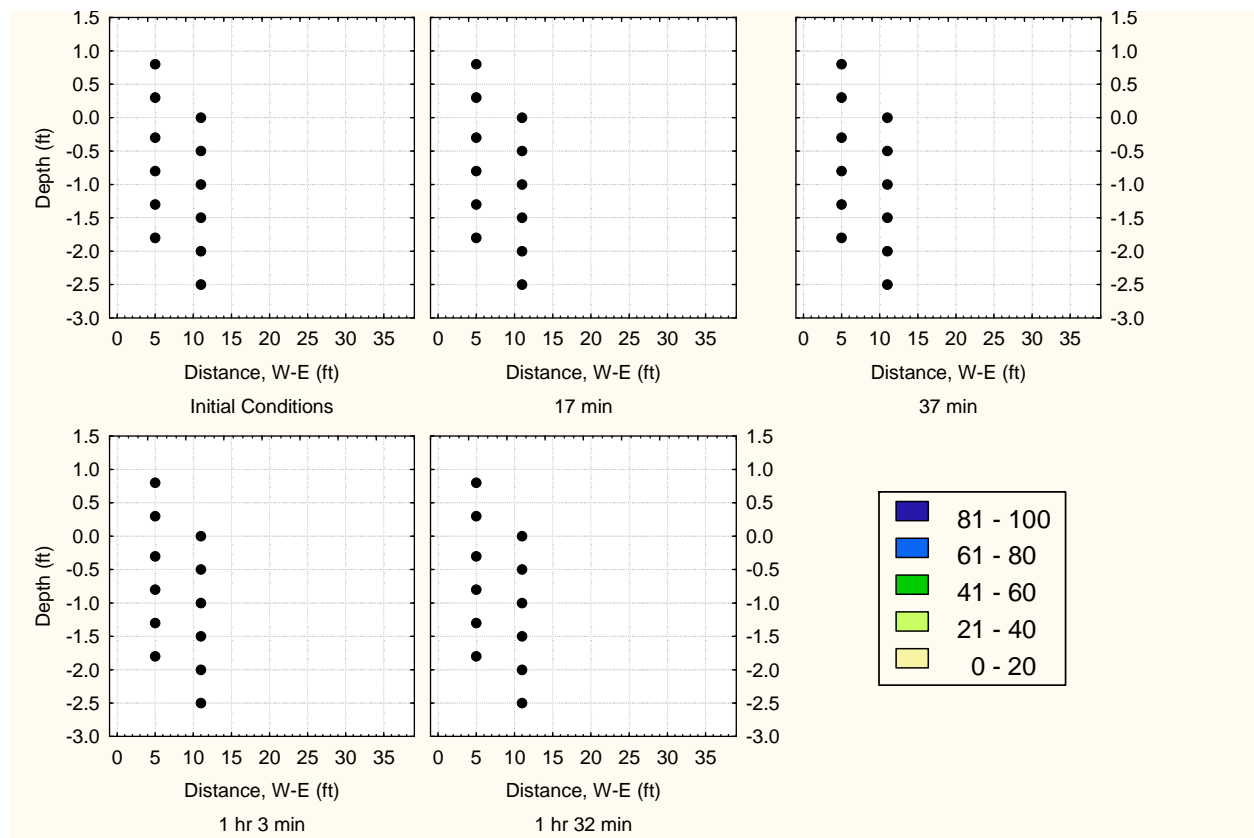 1.5
1.0
0.5
0.0
-0.5
-1.0
-1.5
-2.0
-2.5
-3.0
Depth (ft)
0 5 10 15 20 25 30 35
Distance, W-E (ft)
Initial Conditions
0 5 10 15 20 25 30 35
Distance, W-E (ft)
17 min
1.5
1.0
0.5
0.0
-0.5
-1.0
-1.5
-2.0
-2.5
-3.0
0 5 10 15 20 25 30 35
Distance, W-E (ft)
37 min
1.5
1.0
0.5
0.0
-0.5
-1.0
-1.5
-2.0
-2.5
-3.0
Depth (ft)
0 5 10 15 20 25 30 35
Distance, W-E (ft)
1 hr 3 min
1.5
1.0
0.5
0.0
-0.5
-1.0
-1.5
-2.0
-2.5
-3.0
0 5 10 15 20 25 30 35
Distance, W-E (ft)
1 hr 32 min
81 - 100
61 - 80
41 - 60
21 - 40
0 - 20